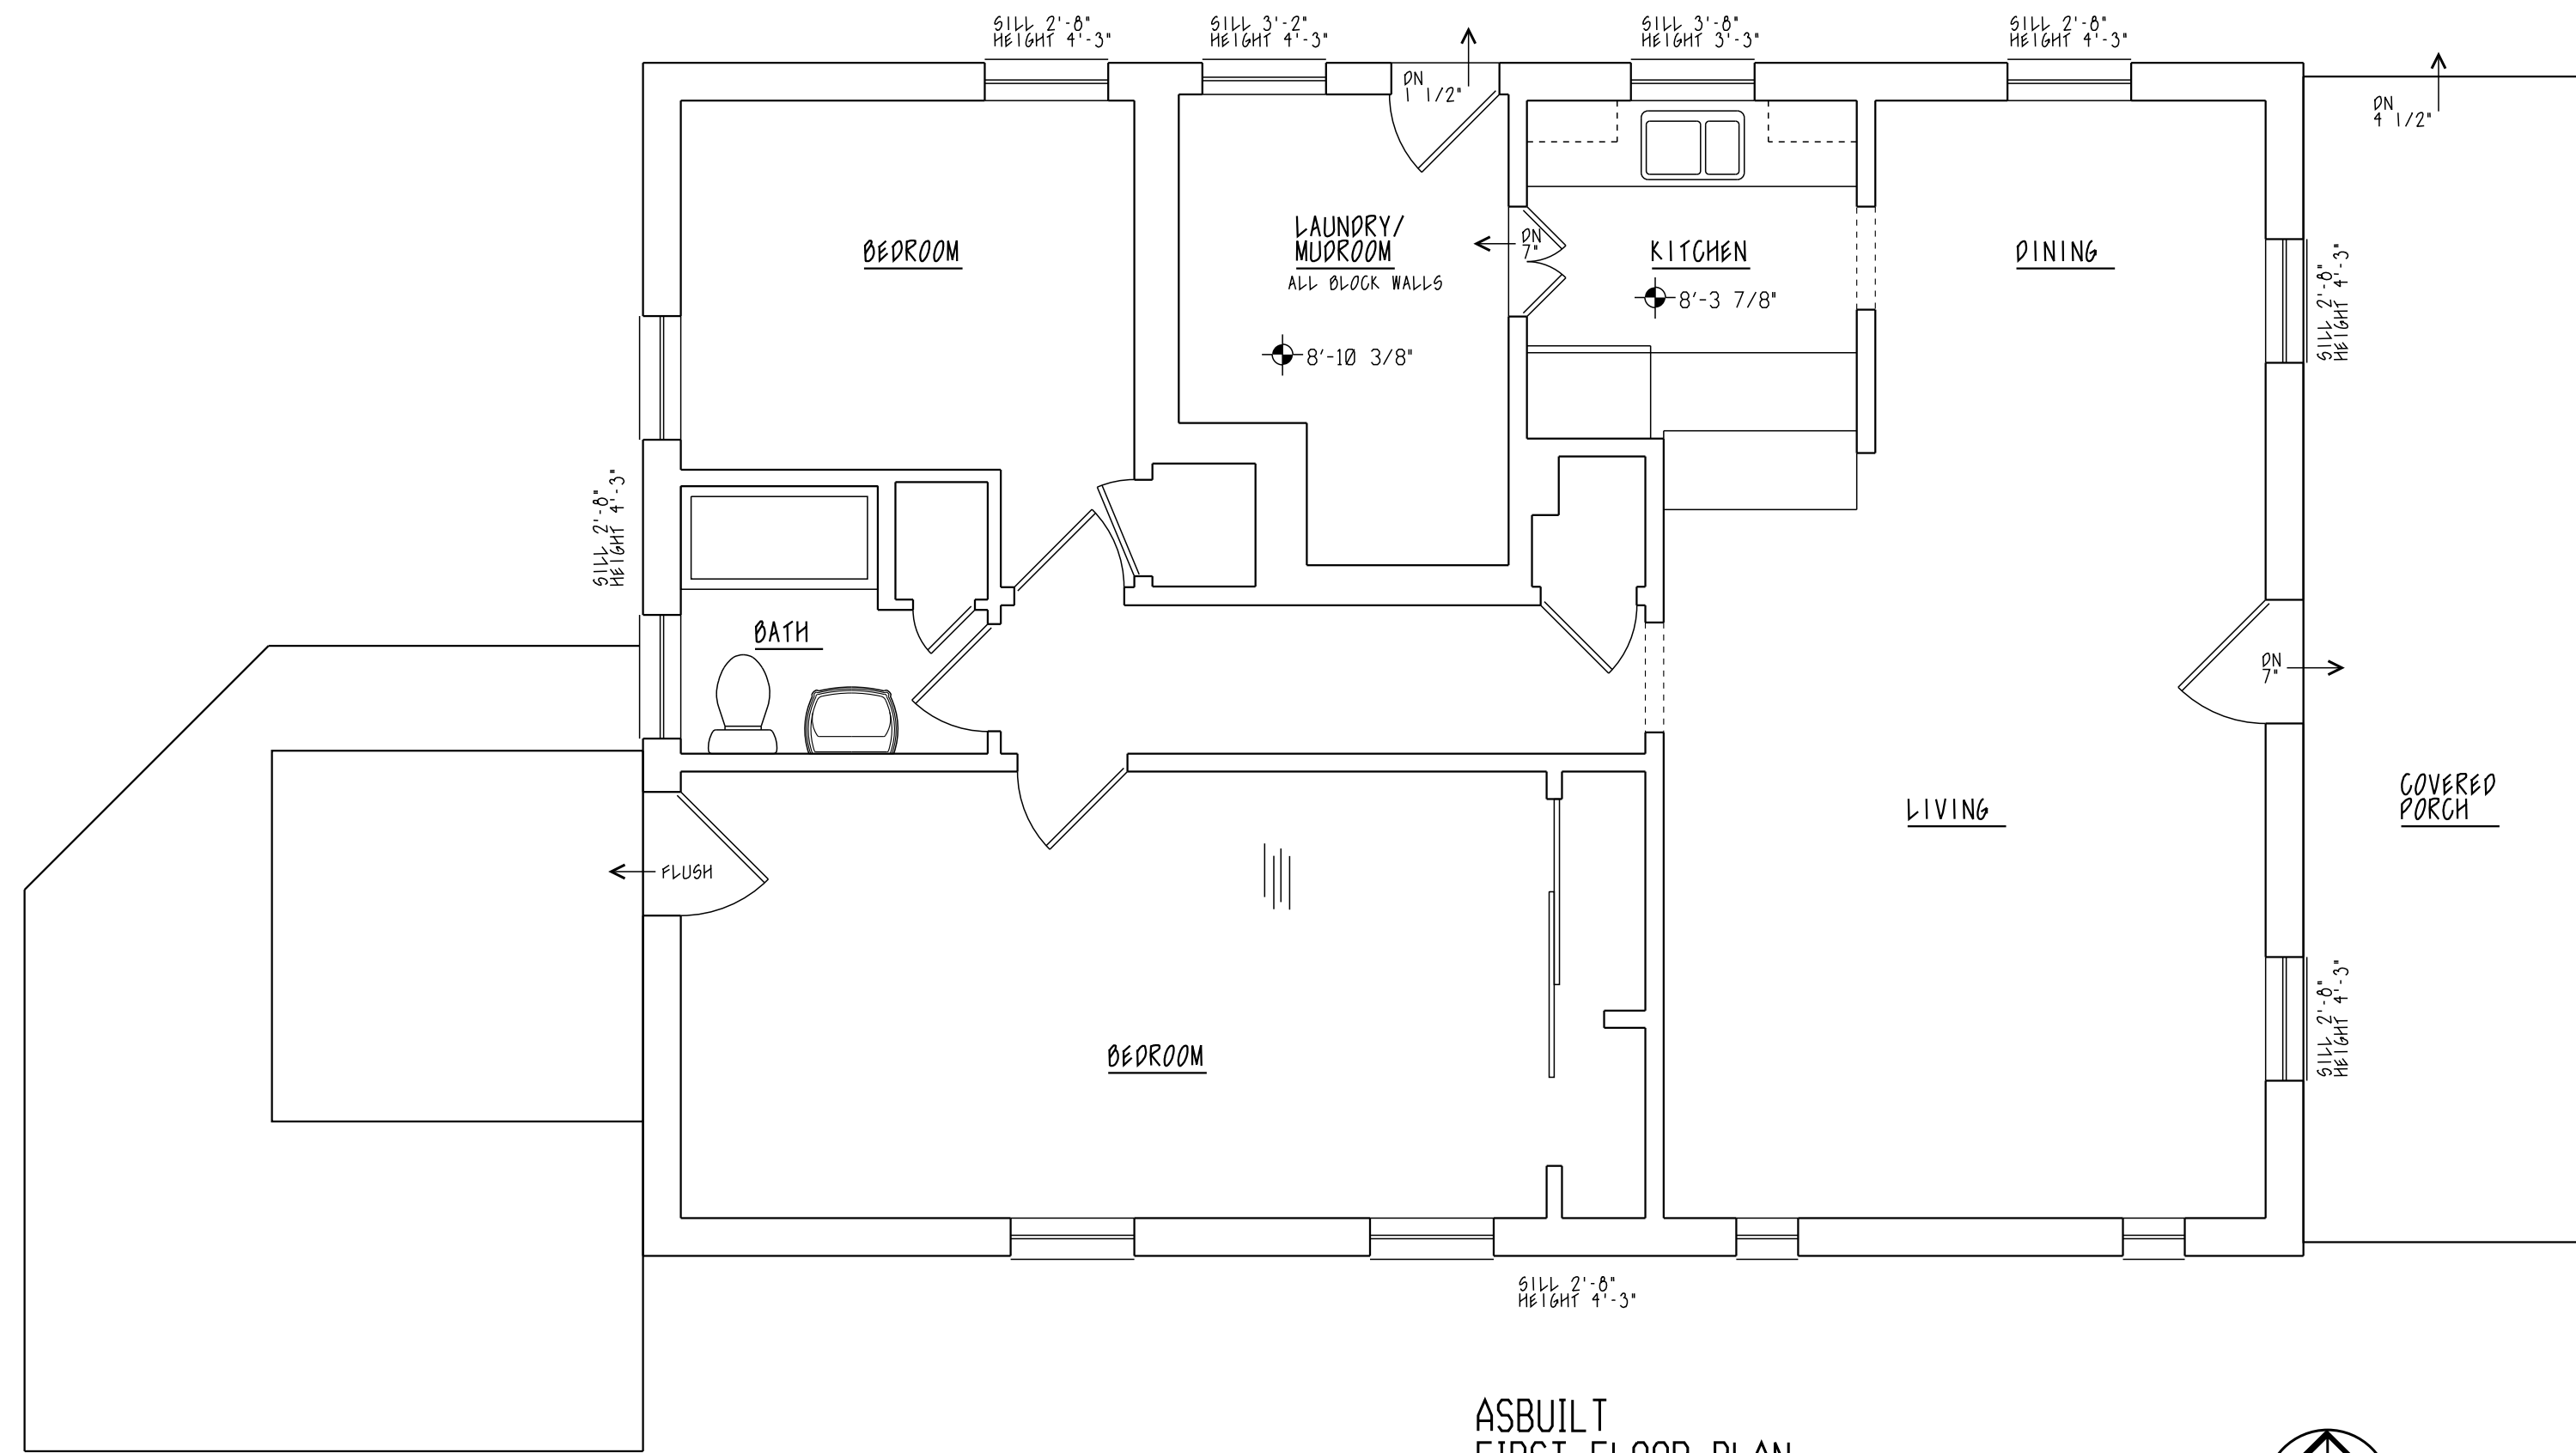 SILL 2'-8"
HEIGHT 4'-3"
SILL 3'-2"
HEIGHT 4'-3"
SILL 3'-8"
HEIGHT 3'-3"
SILL 2'-8"
HEIGHT 4'-3"
DN
1 1/2"
DN
4 1/2"
BEDROOM
LAUNDRY/
MUDROOM
ALL BLOCK WALLS
8'-10 3/8"
DN
7"
KITCHEN
8'-3 7/8"
DINING
SILL 2'-8"
HEIGHT 4'-3"
SILL 2'-8"
HEIGHT 4'-3"
BATH
DN
7"
COVERED
PORCH
LIVING
FLUSH
BEDROOM
SILL 2'-8"
HEIGHT 4'-3"
SILL 2'-8"
HEIGHT 4'-3"
ASBUILT
FIRST FLOOR PLAN